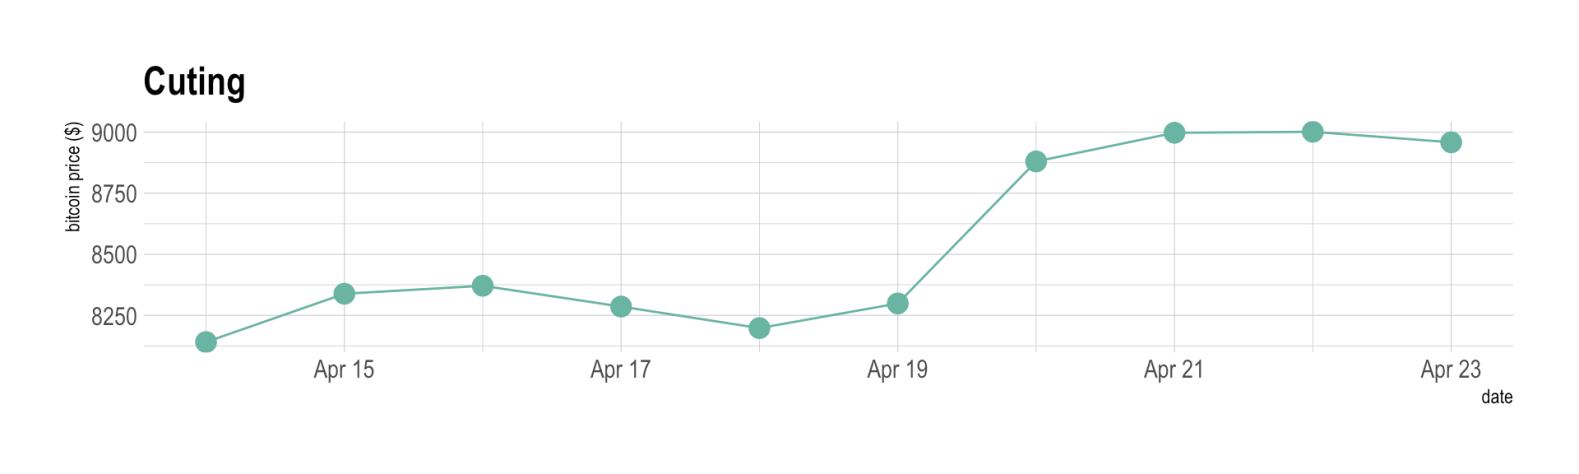 Cuting
bitcoin price ($)
9000
8750
8500
8250
Apr 15 Apr 17 Apr 19 Apr 21 Apr 23
date